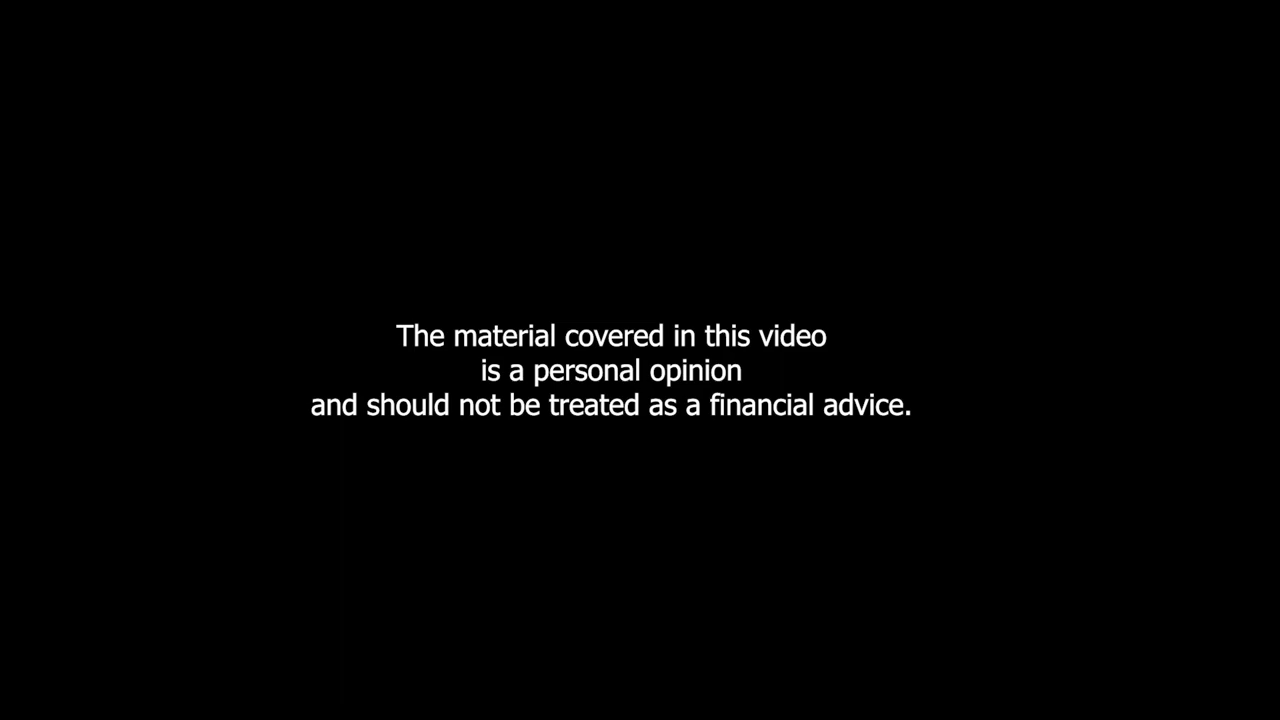 The material covered in this video
is a personal opinion
and should not be treated as a financial advice.